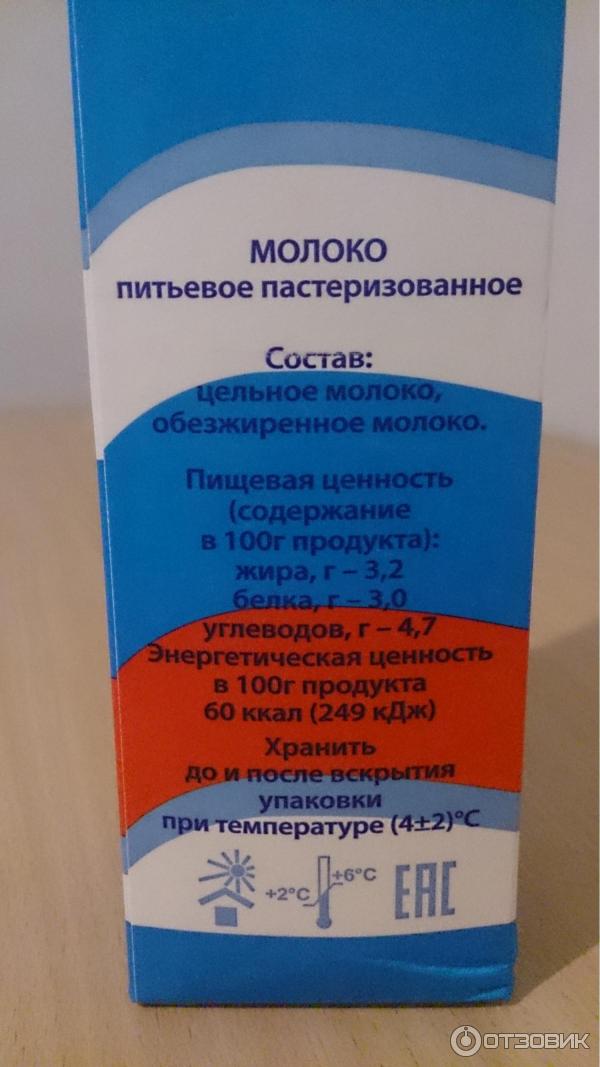 МОЛОКО
питьевое пастеризованное
Состав:
цельное молоко,
обезжиренное молоко.
Пищевая ценность
(содержание
в 100г продукта):
жира, г – 3,2
белка, г – 3,0
углеводов, г – 4,7
Энергетическая ценность
в 100г продукта
60 ккал (249 кДж)
Хранить
до и после вскрытия
упаковки
при температуре (4±2)°С
+2°C
+6°C
EAC
ОТЗОВИК